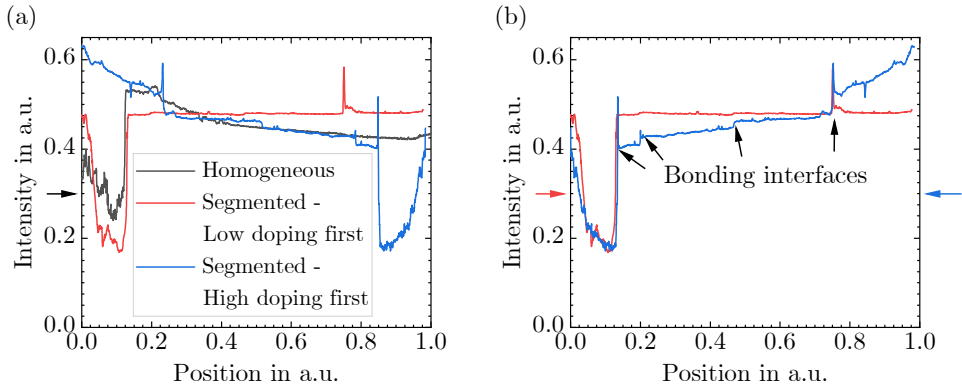 (a)
(b)
0.6
0.4
0.2
0.0
Intensity in a.u.
Homogeneous
Segmented -
Low doping first
Segmented -
High doping first
0.0 0.2 0.4 0.6 0.8 1.0
Position in a.u.
0.6
0.4
0.2
0.0
Intensity in a.u.
Bonding interfaces
0.0 0.2 0.4 0.6 0.8 1.0
Position in a.u.